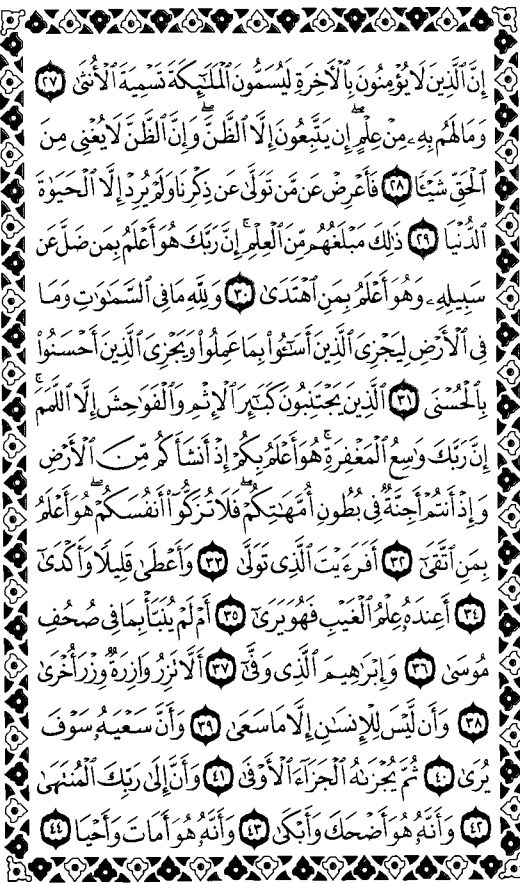 إِنَّ ٱلَّذِينَ لَا يُؤۡمِنُونَ بِٱلۡأٓخِرَةِ لَيُسَمُّونَ ٱلۡمَلَٰٓئِكَةَ تَسۡمِيَةَ ٱلۡأُنثَىٰ ٢٧
وَمَا لَهُم بِهِۦ مِنۡ عِلۡمٍۖ إِن يَتَّبِعُونَ إِلَّا ٱلظَّنَّۖ وَإِنَّ ٱلظَّنَّ لَا يُغۡنِي مِنَ
ٱلۡحَقِّ شَيۡـٔٗا ٢٨ فَأَعۡرِضۡ عَن مَّن تَوَلَّىٰ عَن ذِكۡرِنَا وَلَمۡ يُرِدۡ إِلَّا ٱلۡحَيَوٰةَ
ٱلدُّنۡيَا ٢٩ ذَٰلِكَ مَبۡلَغُهُم مِّنَ ٱلۡعِلۡمِۚ إِنَّ رَبَّكَ هُوَ أَعۡلَمُ بِمَن ضَلَّ عَن
سَبِيلِهِۦ وَهُوَ أَعۡلَمُ بِمَنِ ٱهۡتَدَىٰ ٣٠ وَلِلَّهِ مَا فِي ٱلسَّمَٰوَٰتِ وَمَا
فِي ٱلۡأَرۡضِ لِيَجۡزِيَ ٱلَّذِينَ أَسَٰٓـُٔواْ بِمَا عَمِلُواْ وَيَجۡزِيَ ٱلَّذِينَ أَحۡسَنُواْ
بِٱلۡحُسۡنَى ٣١ ٱلَّذِينَ يَجۡتَنِبُونَ كَبَٰٓئِرَ ٱلۡإِثۡمِ وَٱلۡفَوَٰحِشَ إِلَّا ٱللَّمَمَۚ
إِنَّ رَبَّكَ وَٰسِعُ ٱلۡمَغۡفِرَةِۚ هُوَ أَعۡلَمُ بِكُمۡ إِذۡ أَنشَأَكُم مِّنَ ٱلۡأَرۡضِ
وَإِذۡ أَنتُمۡ أَجِنَّةٞ فِي بُطُونِ أُمَّهَٰتِكُمۡۖ فَلَا تُزَكُّوٓاْ أَنفُسَكُمۡۖ هُوَ أَعۡلَمُ
بِمَنِ ٱتَّقَىٰٓ ٣٢ أَفَرَءَيۡتَ ٱلَّذِي تَوَلَّىٰ ٣٣ وَأَعۡطَىٰ قَلِيلٗا وَأَكۡدَىٰٓ
٣٤ أَعِندَهُۥ عِلۡمُ ٱلۡغَيۡبِ فَهُوَ يَرَىٰٓ ٣٥ أَمۡ لَمۡ يُنَبَّأۡ بِمَا فِي صُحُفِ
مُوسَىٰ ٣٦ وَإِبۡرَٰهِيمَ ٱلَّذِي وَفَّىٰٓ ٣٧ أَلَّا تَزِرُ وَازِرَةٞ وِزۡرَ أُخۡرَىٰ
٣٨ وَأَن لَّيۡسَ لِلۡإِنسَٰنِ إِلَّا مَا سَعَىٰ ٣٩ وَأَنَّ سَعۡيَهُۥ سَوۡفَ
يُرَىٰ ٤٠ ثُمَّ يُجۡزَىٰهُ ٱلۡجَزَآءَ ٱلۡأَوۡفَىٰ ٤١ وَأَنَّ إِلَىٰ رَبِّكَ ٱلۡمُنتَهَىٰ
٤٢ وَأَنَّهُۥ هُوَ أَضۡحَكَ وَأَبۡكَىٰ ٤٣ وَأَنَّهُۥ هُوَ أَمَاتَ وَأَحۡيَا ٤٤